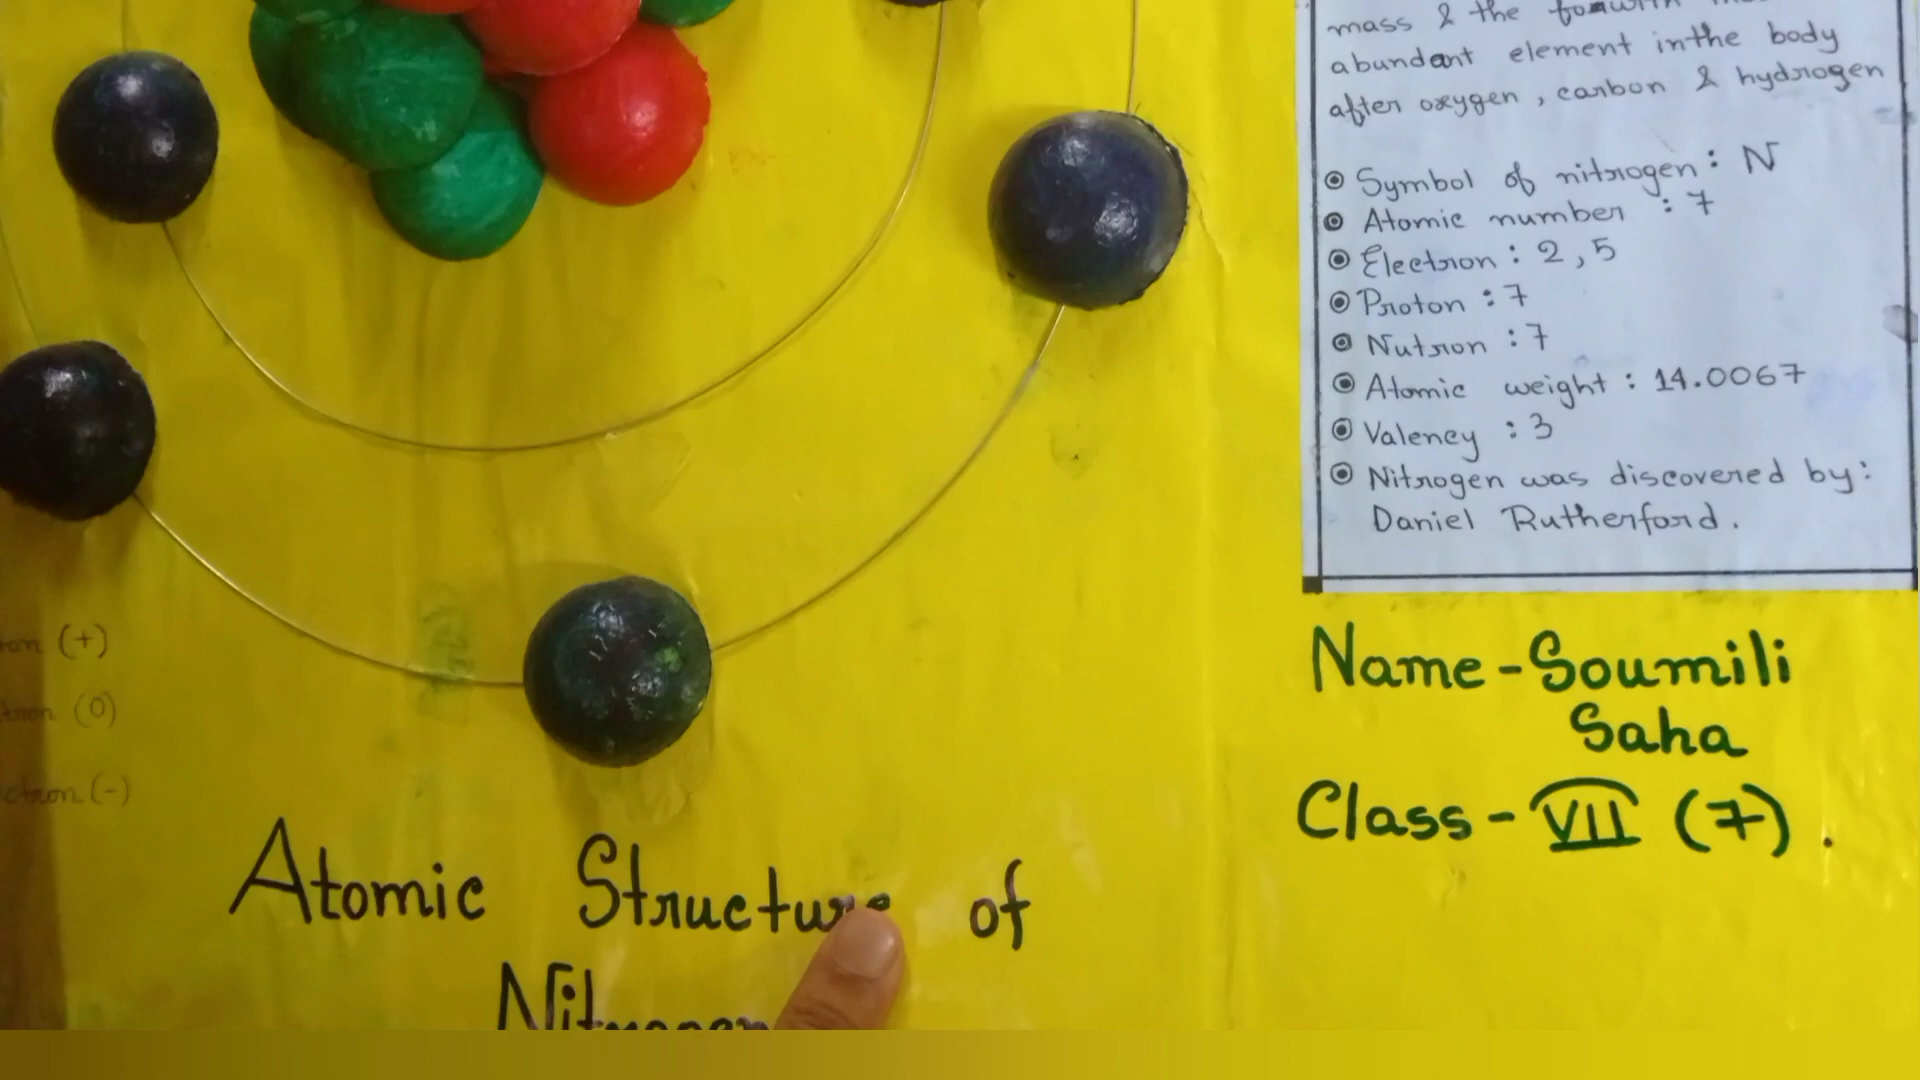 mass & the
abundant element inthe body
after oxygen, carbon & hydrogen
Symbol of nitrogen : N
Atomic number : 7
Electron : 2, 5
Proton : 7
Nutron : 7
Atomic weight : 14.0067
Valency : 3
Nitrogen was discovered by :
Daniel Rutherford.
Name - Soumili
Saha
Class - VII (7).
(+)
(0)
(-)
Atomic Structure of
Nitrogen